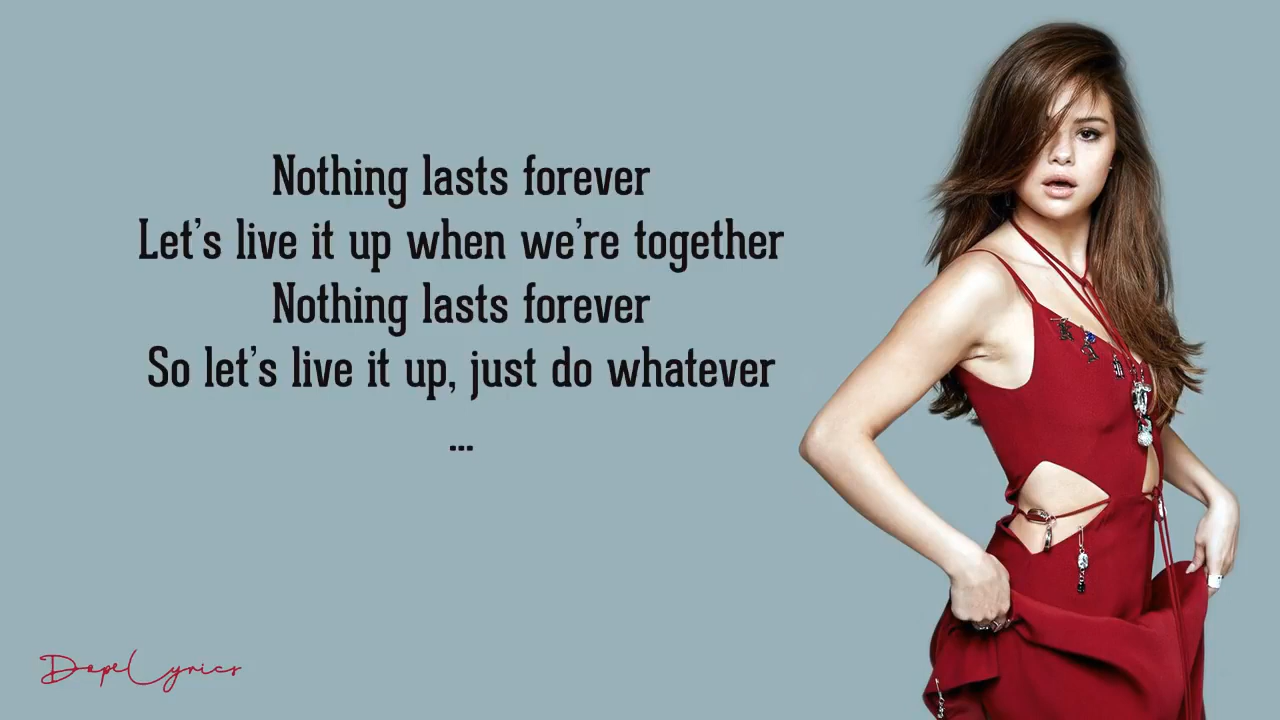 Nothing lasts forever
Let's live it up when we're together
Nothing lasts forever
So let's live it up, just do whatever
...
DopeLyrics